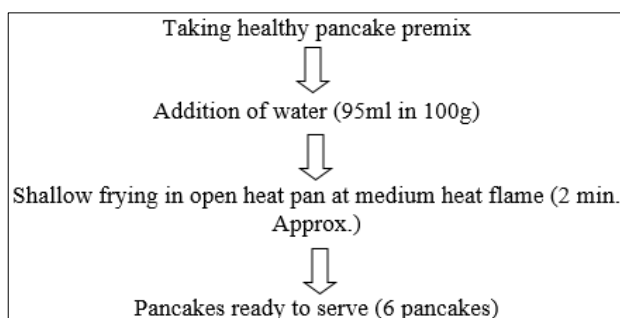 Taking healthy pancake premix
Addition of water (95ml in 100g)
Shallow frying in open heat pan at medium heat flame (2 min.
Approx.)
Pancakes ready to serve (6 pancakes)